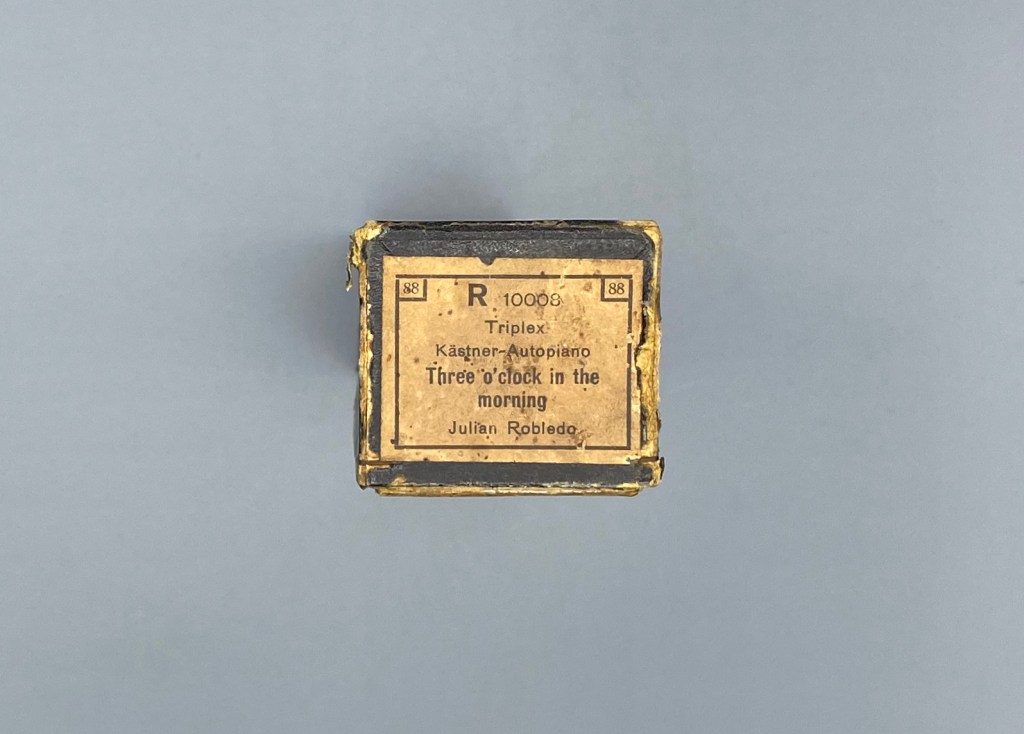 88 R 10008 88
Triplex
Kästner-Autopiano
Three o'clock in the
morning
Julian Robledo